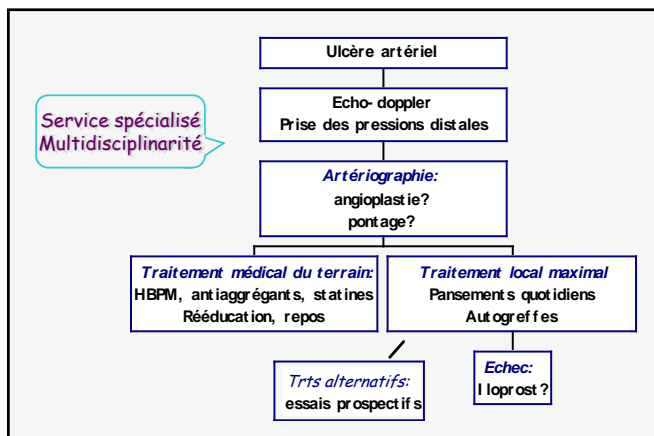 Ulcère artériel
Echo-doppler
Prise des pressions distales
Service spécialisé
Multidisciplinarité
Artériographie:
angioplastie?
pontage?
Traitement médical du terrain:
HBPM, antiaggrégants, statines
Rééducation, repos
Traitement local maximal
Pansements quotidiens
Autogreffes
Trts alternatifs:
essais prospectifs
Echec:
Iloprost?